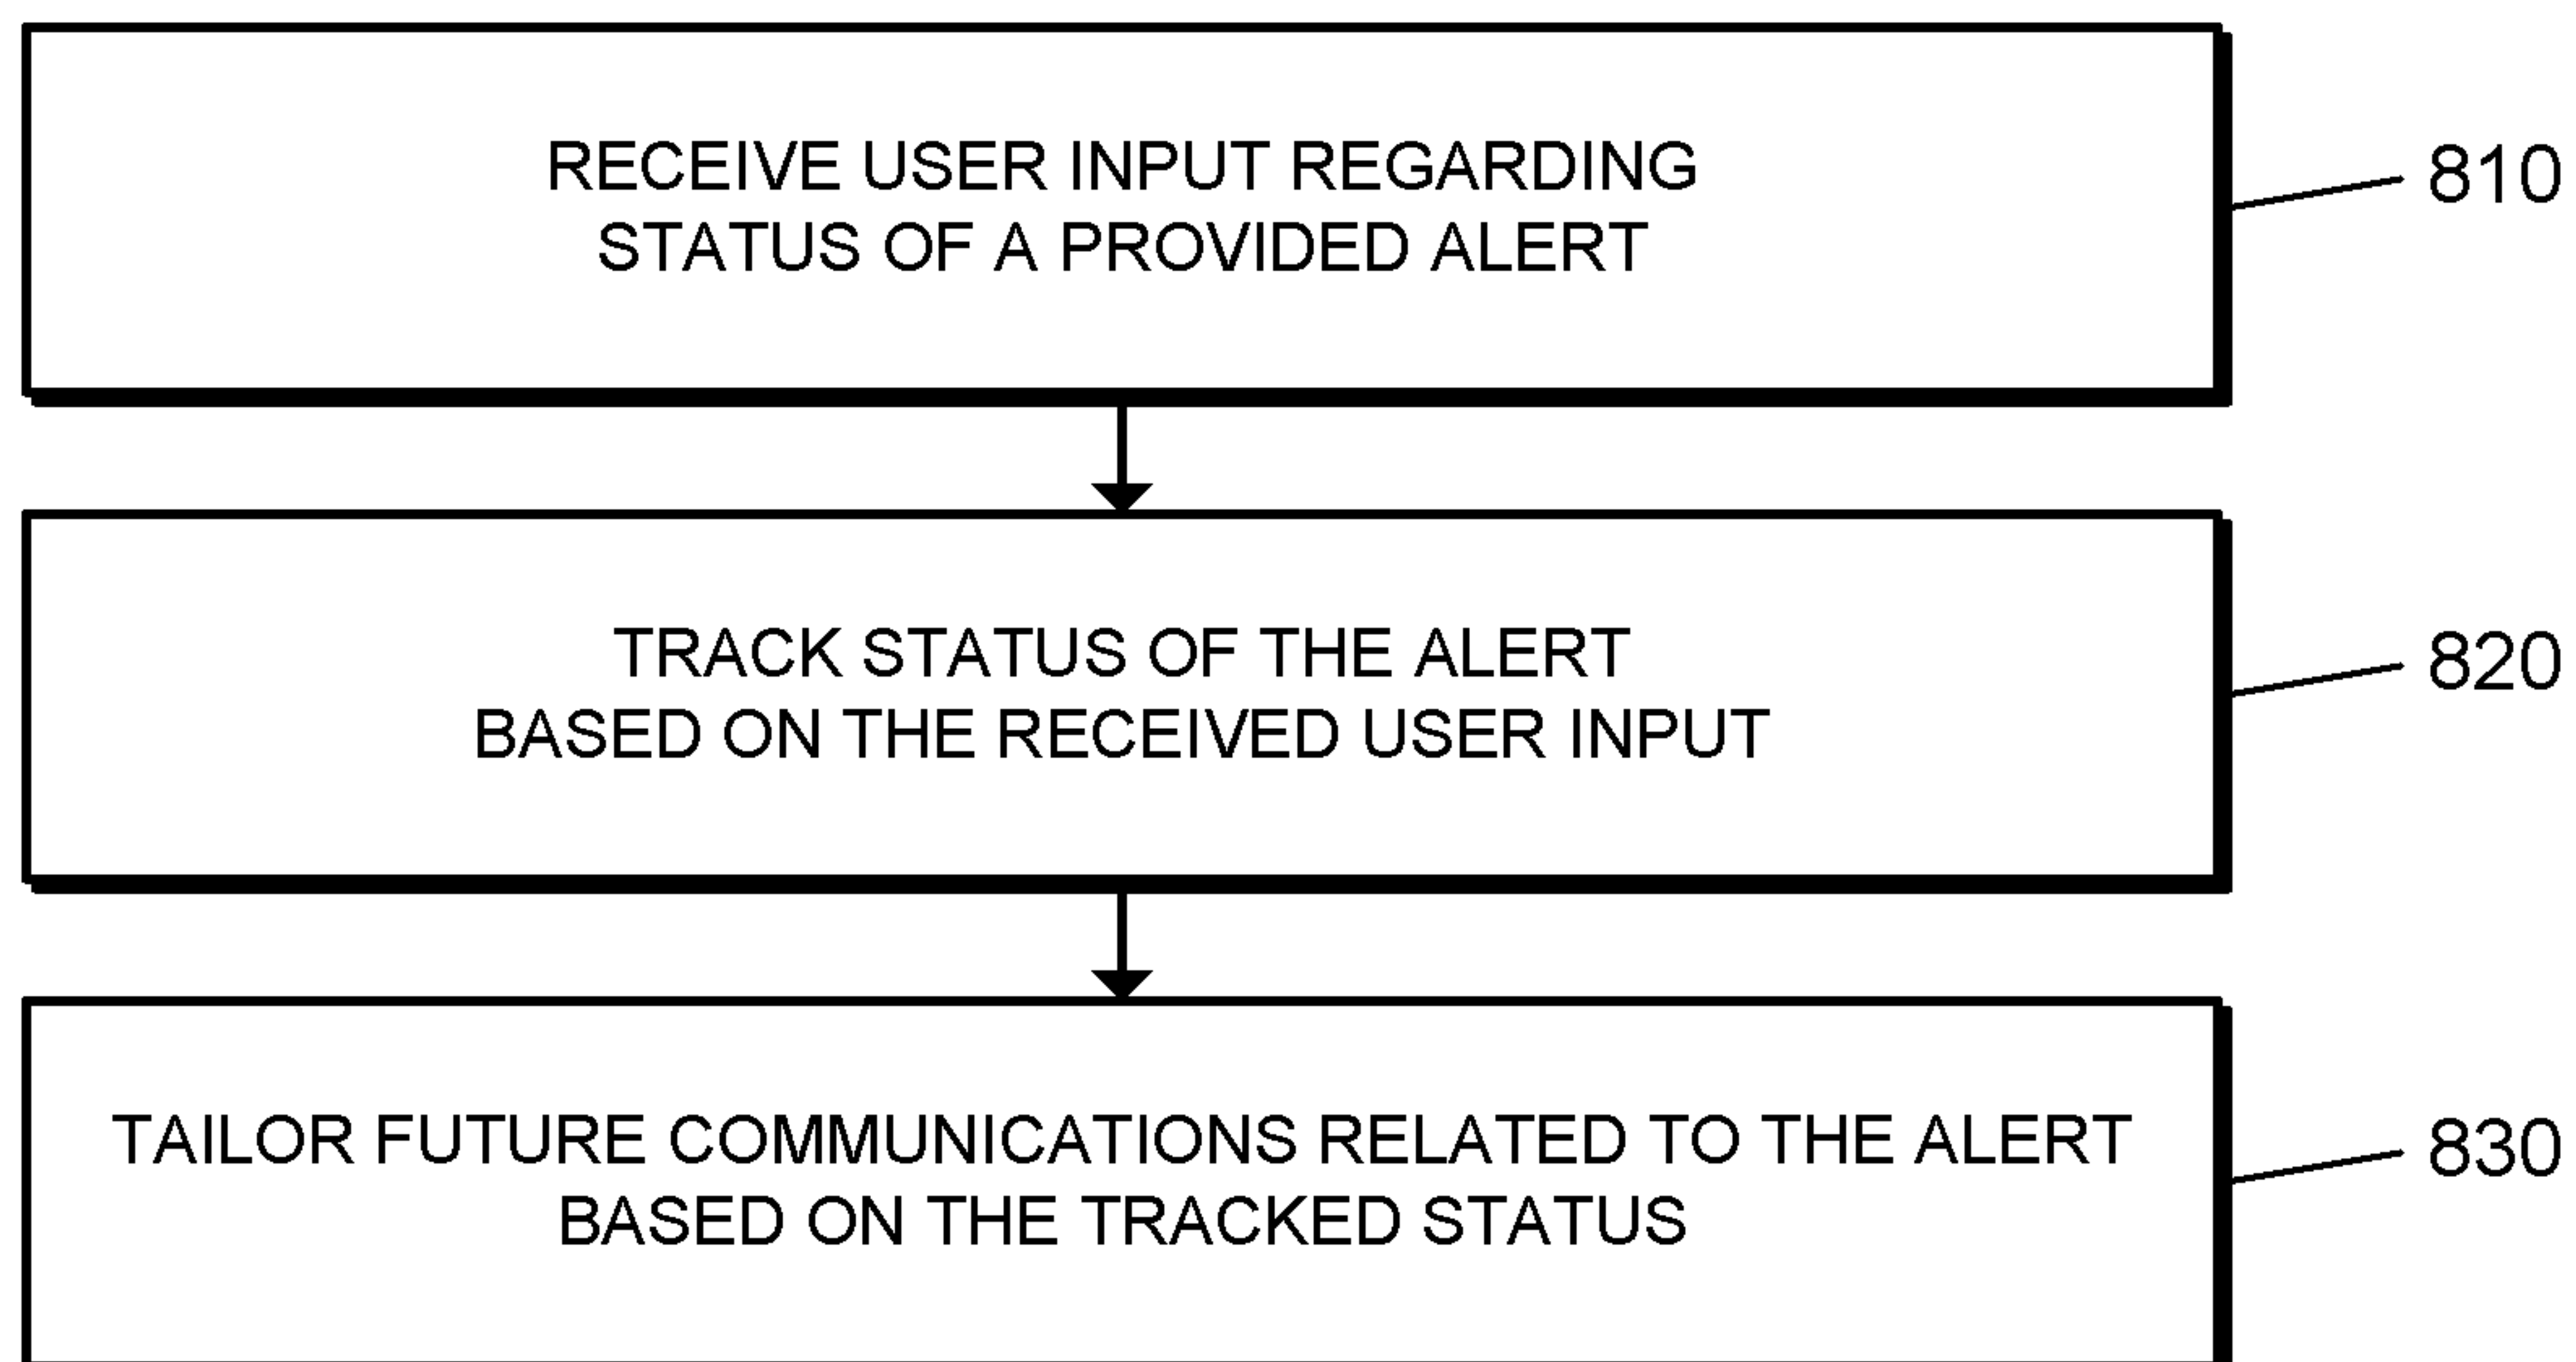 RECEIVE USER INPUT REGARDING
STATUS OF A PROVIDED ALERT
810
TRACK STATUS OF THE ALERT
BASED ON THE RECEIVED USER INPUT
820
TAILOR FUTURE COMMUNICATIONS RELATED TO THE ALERT
BASED ON THE TRACKED STATUS
830